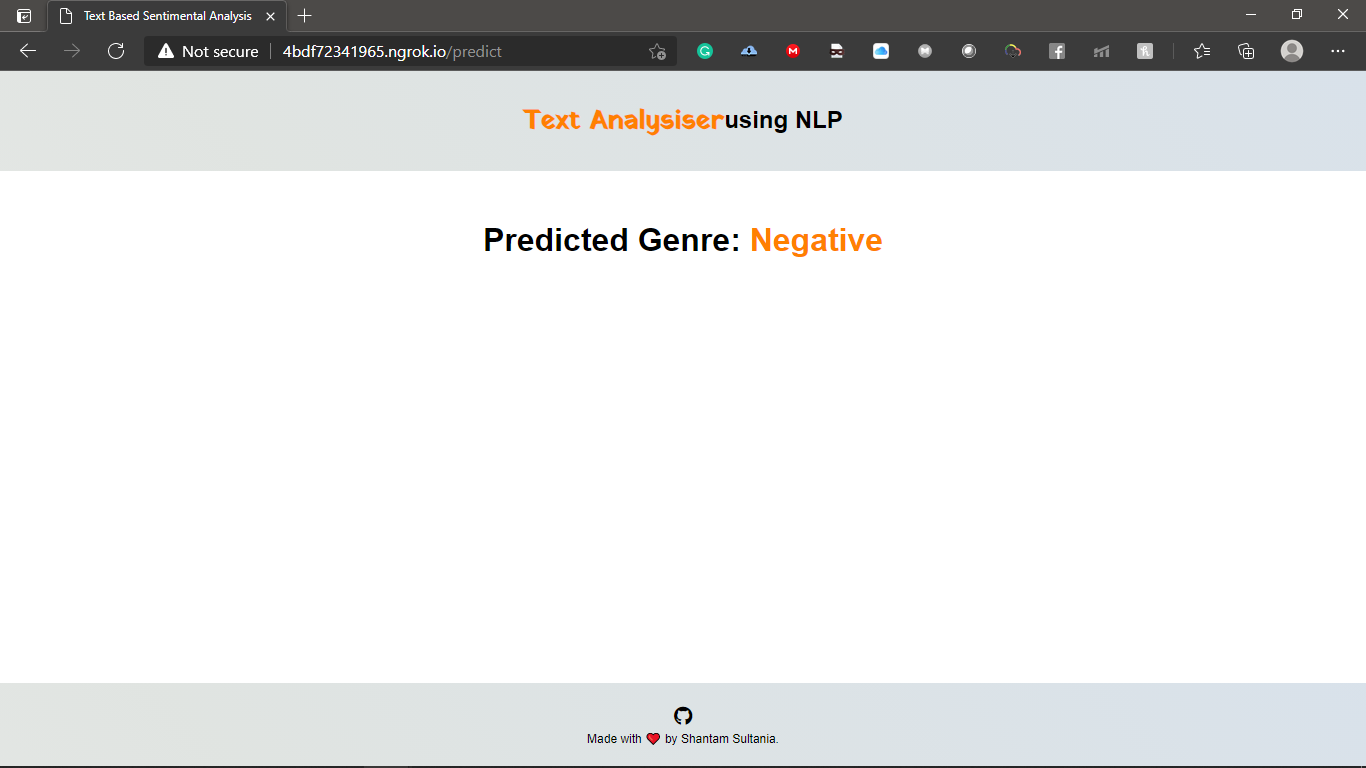 Text Based Sentimental Analysis
Not secure 4bdf72341965.ngrok.io/predict
Text Analysiserusing NLP
Predicted Genre: Negative
Made with ❤ by Shantam Sultania.